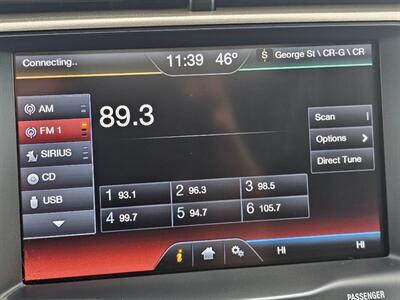 Connecting..
11:39 46°
George St \ CR-G \ CR
AM
FM 1
SIRIUS
CD
USB
89.3
Scan
Options
Direct Tune
1 93.1
2 96.3
3 98.5
4 99.7
5 94.7
6 105.7
i
HI
HI
PASSENGER